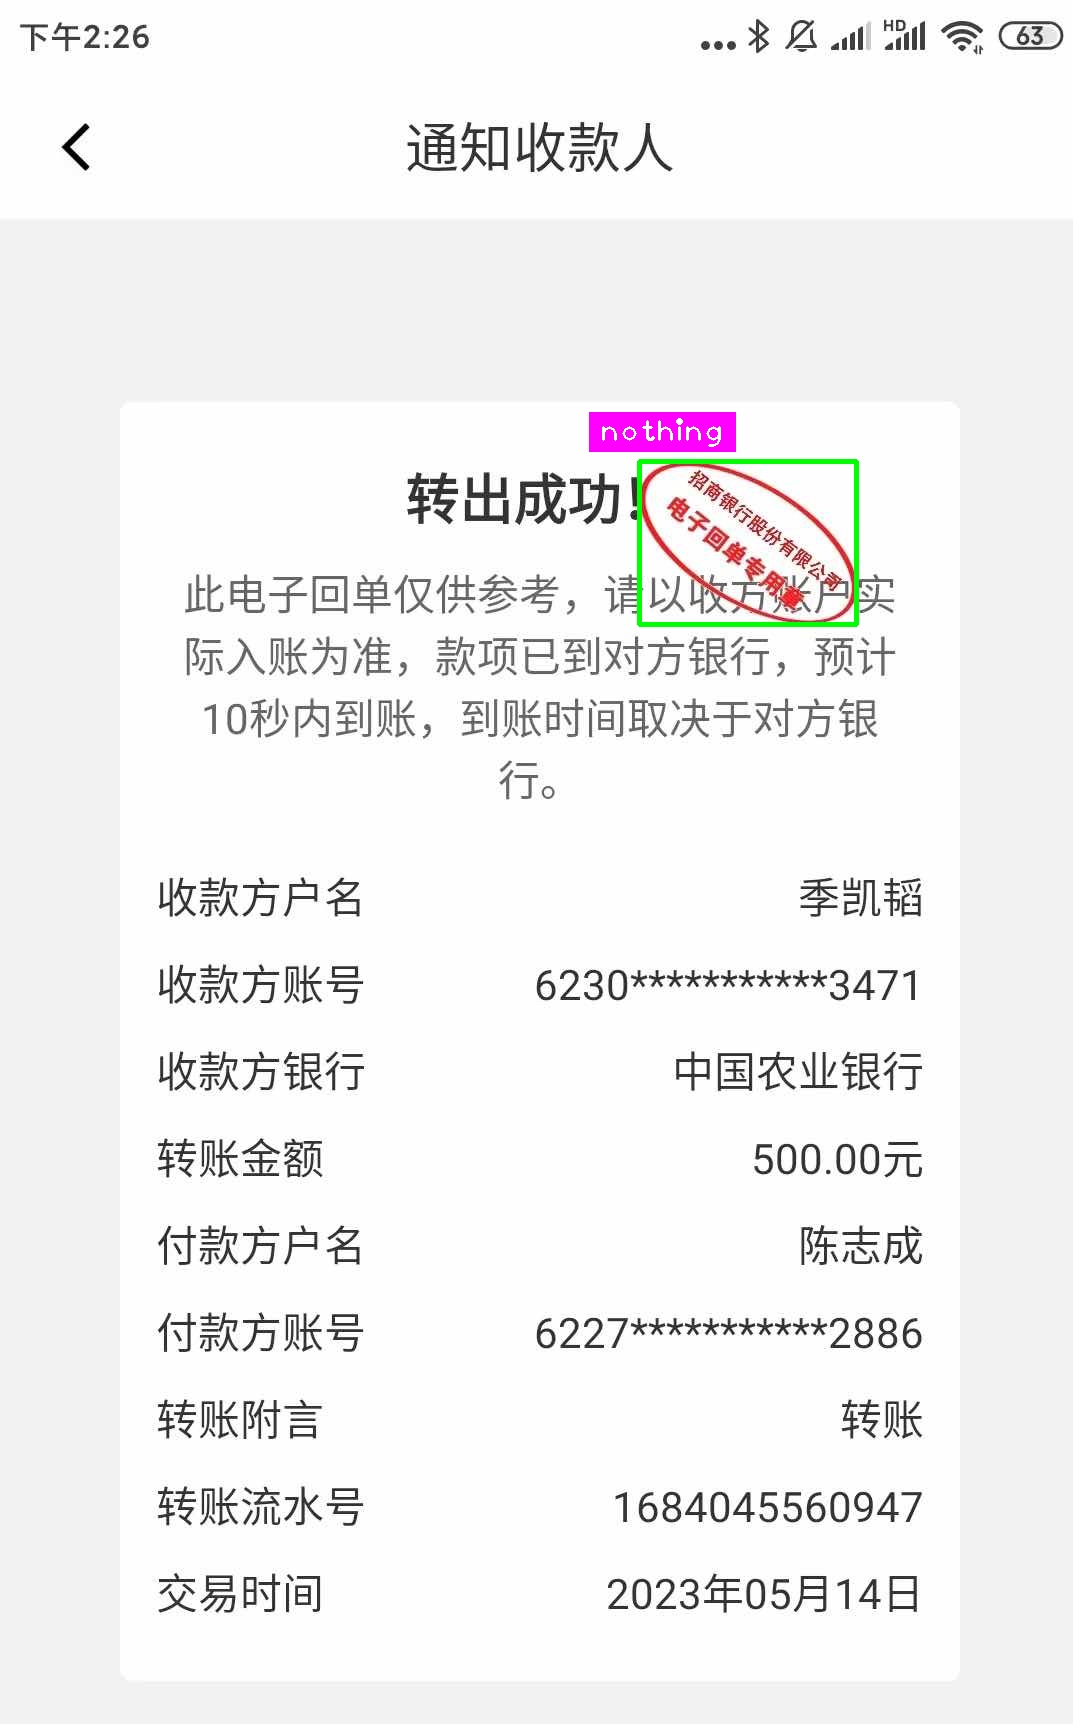 下午2:26
HD
63
通知收款人
nothing
转出成功!
招商银行股份有限公司
电子回单专用章
此电子回单仅供参考，请以收方账户实
际入账为准，款项已到对方银行，预计
10秒内到账，到账时间取决于对方银
行。
收款方户名 季凯韬
收款方账号 6230***********3471
收款方银行 中国农业银行
转账金额 500.00元
付款方户名 陈志成
付款方账号 6227***********2886
转账附言 转账
转账流水号 1684045560947
交易时间 2023年05月14日